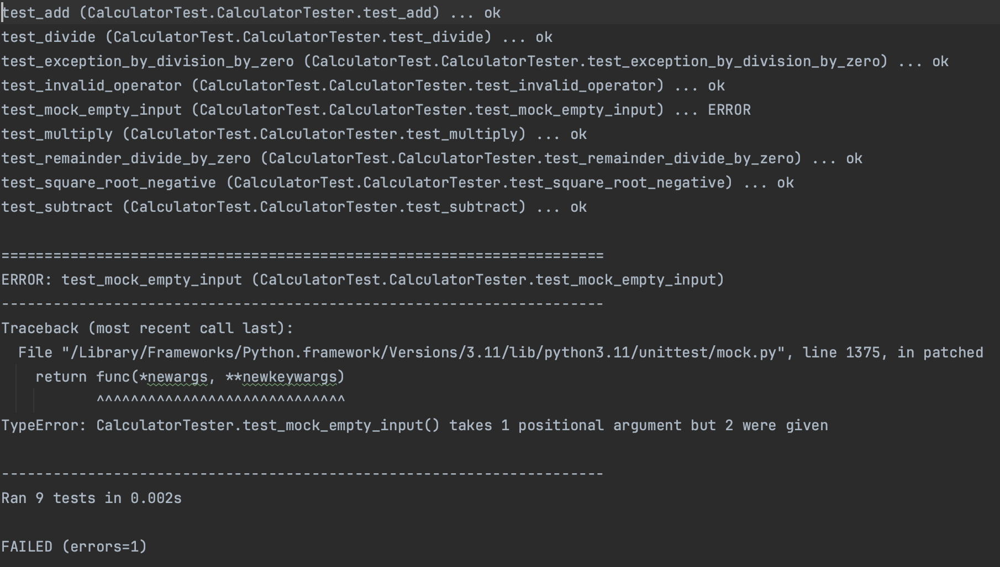 test_add (CalculatorTest.CalculatorTester.test_add) ... ok
test_divide (CalculatorTest.CalculatorTester.test_divide) ... ok
test_exception_by_division_by_zero (CalculatorTest.CalculatorTester.test_exception_by_division_by_zero) ... ok
test_invalid_operator (CalculatorTest.CalculatorTester.test_invalid_operator) ... ok
test_mock_empty_input (CalculatorTest.CalculatorTester.test_mock_empty_input) ... ERROR
test_multiply (CalculatorTest.CalculatorTester.test_multiply) ... ok
test_remainder_divide_by_zero (CalculatorTest.CalculatorTester.test_remainder_divide_by_zero) ... ok
test_square_root_negative (CalculatorTest.CalculatorTester.test_square_root_negative) ... ok
test_subtract (CalculatorTest.CalculatorTester.test_subtract) ... ok
======================================================================
ERROR: test_mock_empty_input (CalculatorTest.CalculatorTester.test_mock_empty_input)
----------------------------------------------------------------------
Traceback (most recent call last):
  File "/Library/Frameworks/Python.framework/Versions/3.11/lib/python3.11/unittest/mock.py", line 1375, in patched
    return func(*newargs, **newkeywargs)
           ^^^^^^^^^^^^^^^^^^^^^^^^^^^^^
TypeError: CalculatorTester.test_mock_empty_input() takes 1 positional argument but 2 were given
----------------------------------------------------------------------
Ran 9 tests in 0.002s
FAILED (errors=1)